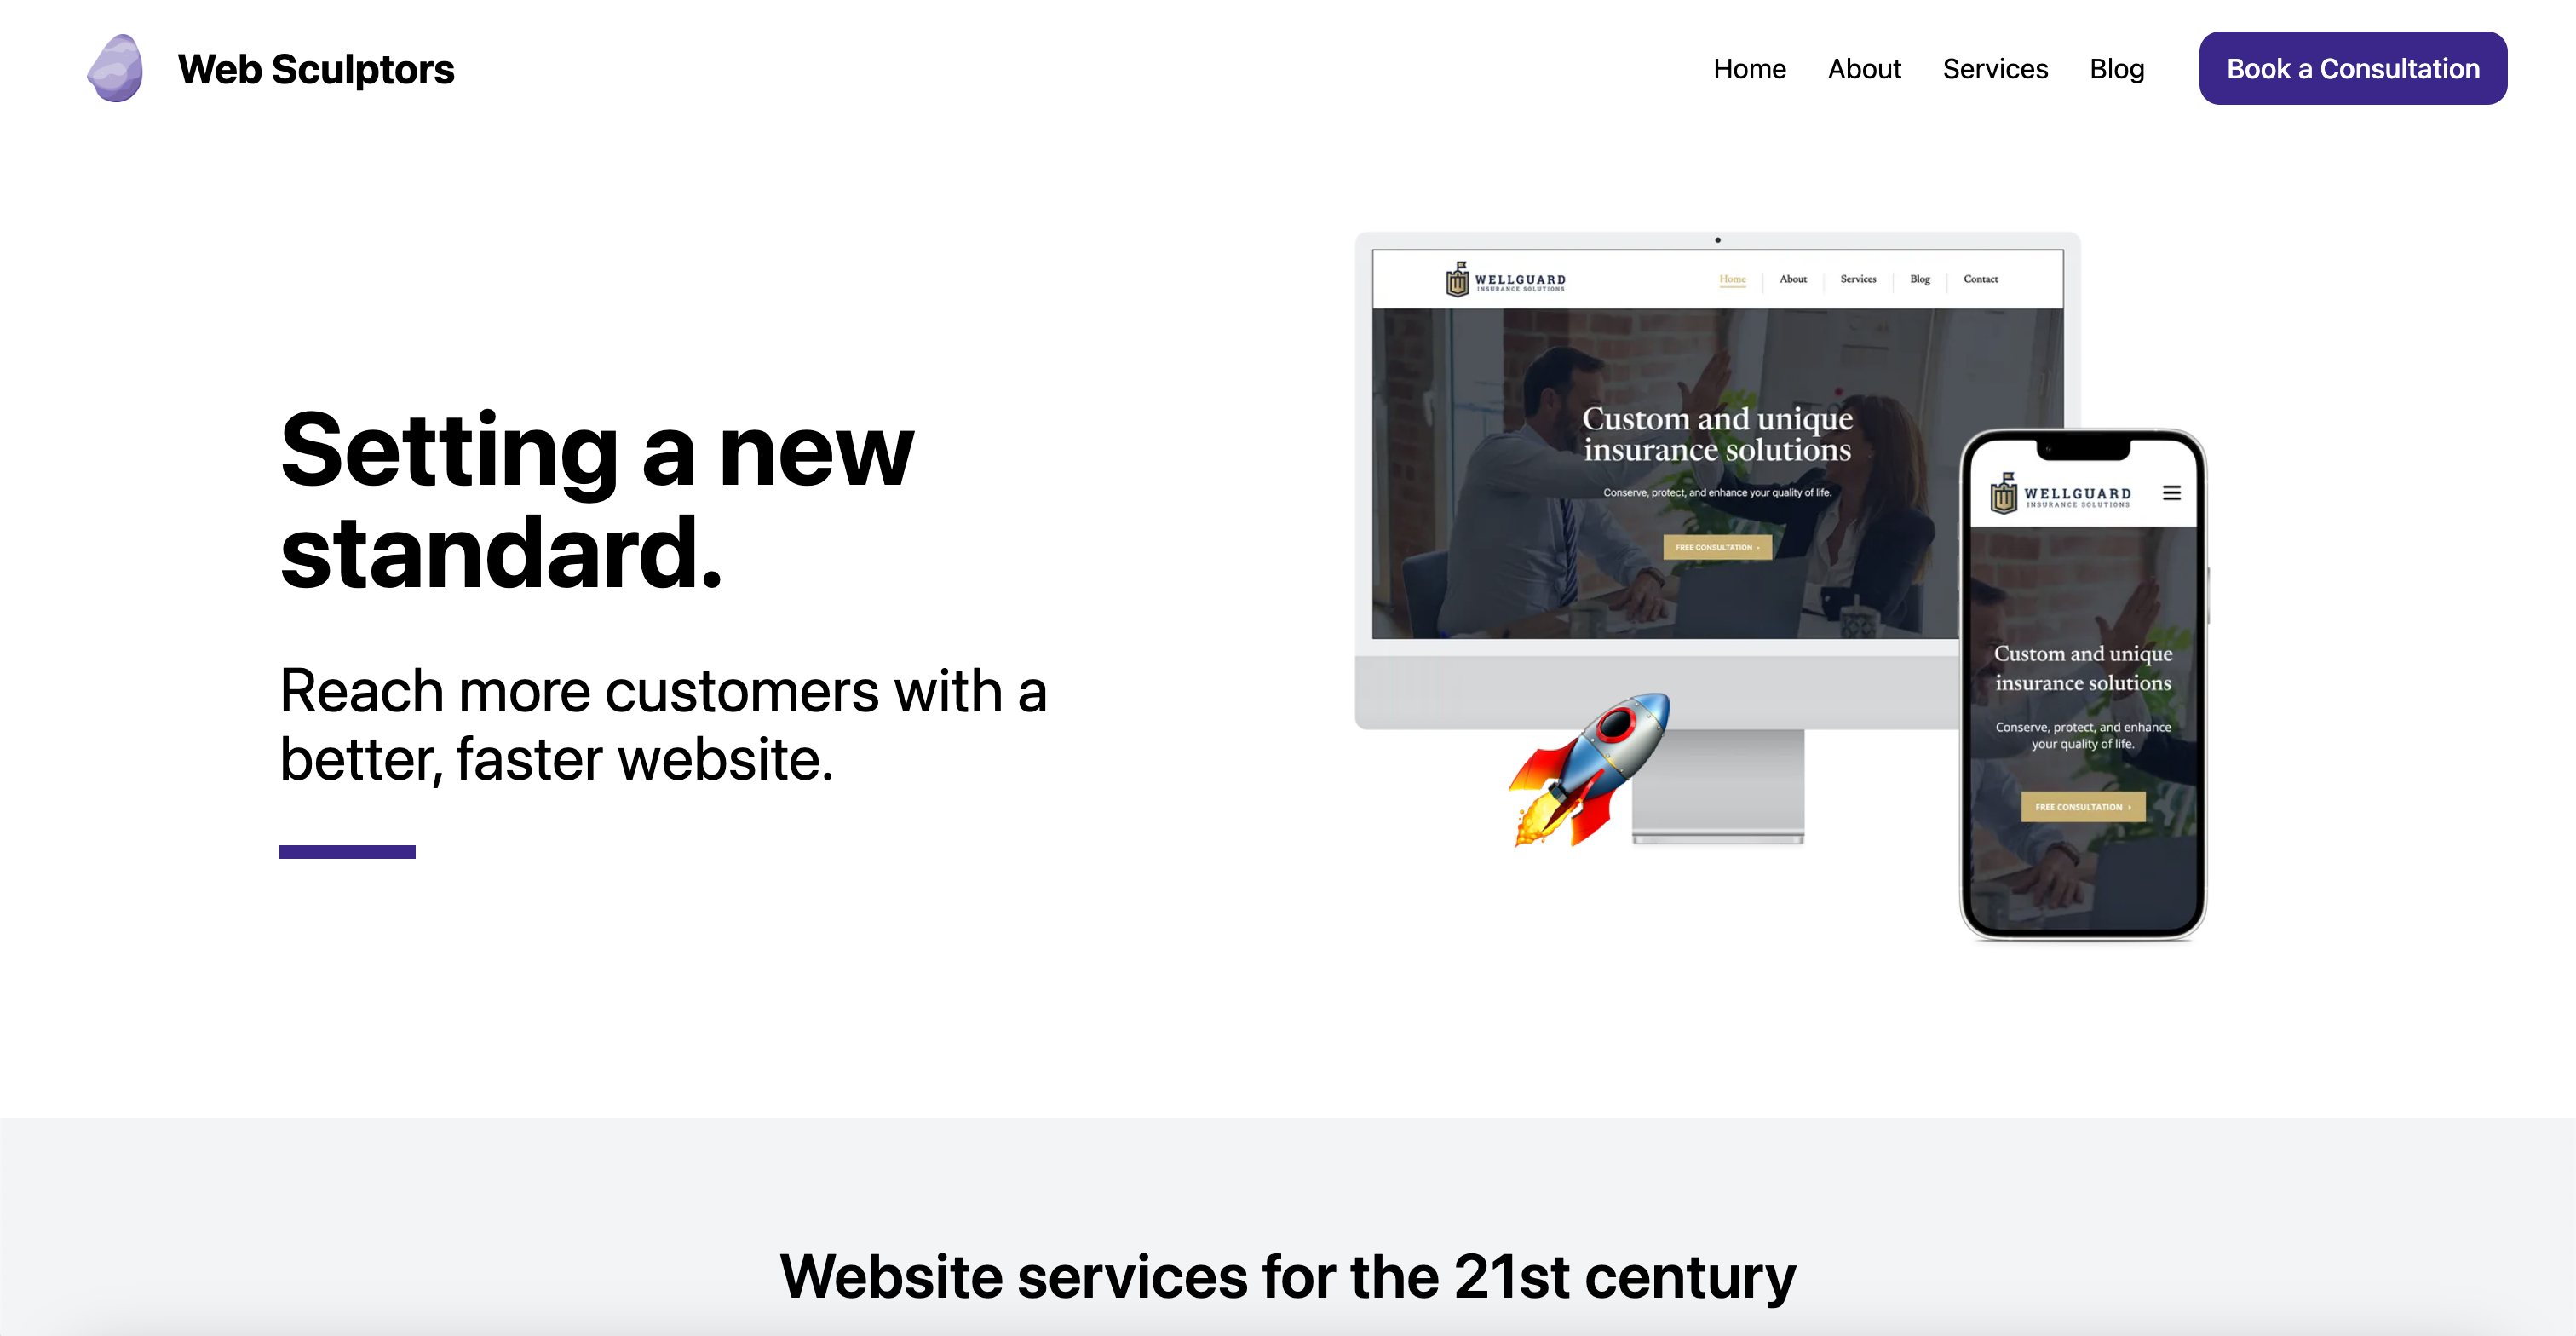 Web Sculptors
Home About Services Blog Book a Consultation
Setting a new
standard.
Reach more customers with a
better, faster website.
WELLGUARD
INSURANCE SOLUTIONS
Home About Services Blog Contact
Custom and unique
insurance solutions
Conserve, protect, and enhance your quality of life.
FREE CONSULTATION
WELLGUARD
INSURANCE SOLUTIONS
Custom and unique
insurance solutions
Conserve, protect, and enhance
your quality of life.
FREE CONSULTATION
Website services for the 21st century